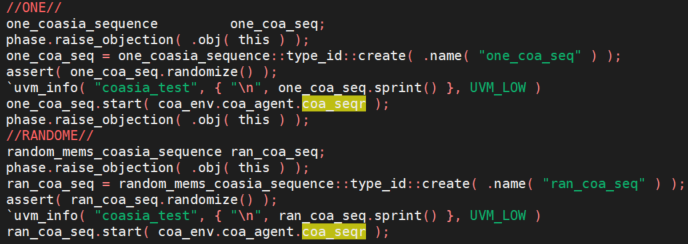 //ONE//
one_coasia_sequence          one_coa_seq;
phase.raise_objection( .obj( this ) );
one_coa_seq = one_coasia_sequence::type_id::create( .name( "one_coa_seq" ) );
assert( one_coa_seq.randomize() );
`uvm_info( "coasia_test", { "\n", one_coa_seq.sprint() }, UVM_LOW )
one_coa_seq.start( coa_env.coa_agent.coa_seqr );
phase.raise_objection( .obj( this ) );
//RANDOME//
random_mems_coasia_sequence ran_coa_seq;
phase.raise_objection( .obj( this ) );
ran_coa_seq = random_mems_coasia_sequence::type_id::create( .name( "ran_coa_seq" ) );
assert( ran_coa_seq.randomize() );
`uvm_info( "coasia_test", { "\n", ran_coa_seq.sprint() }, UVM_LOW )
ran_coa_seq.start( coa_env.coa_agent.coa_seqr );